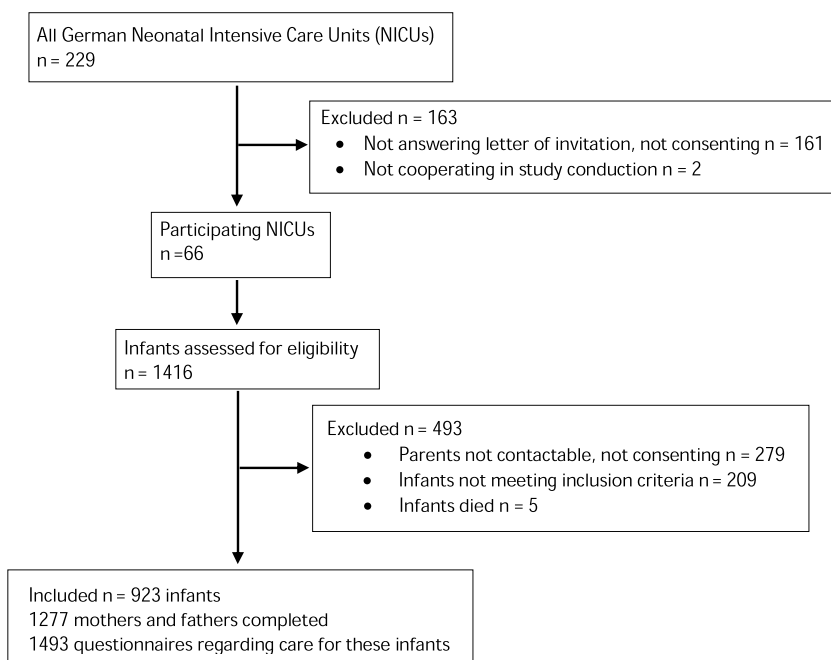 All German Neonatal Intensive Care Units (NICUs)
n = 229
Excluded n = 163
• Not answering letter of invitation, not consenting n = 161
• Not cooperating in study conduction n = 2
Participating NICUs
n =66
Infants assessed for eligibility
n = 1416
Excluded n = 493
• Parents not contactable, not consenting n = 279
• Infants not meeting inclusion criteria n = 209
• Infants died n = 5
Included n = 923 infants
1277 mothers and fathers completed
1493 questionnaires regarding care for these infants